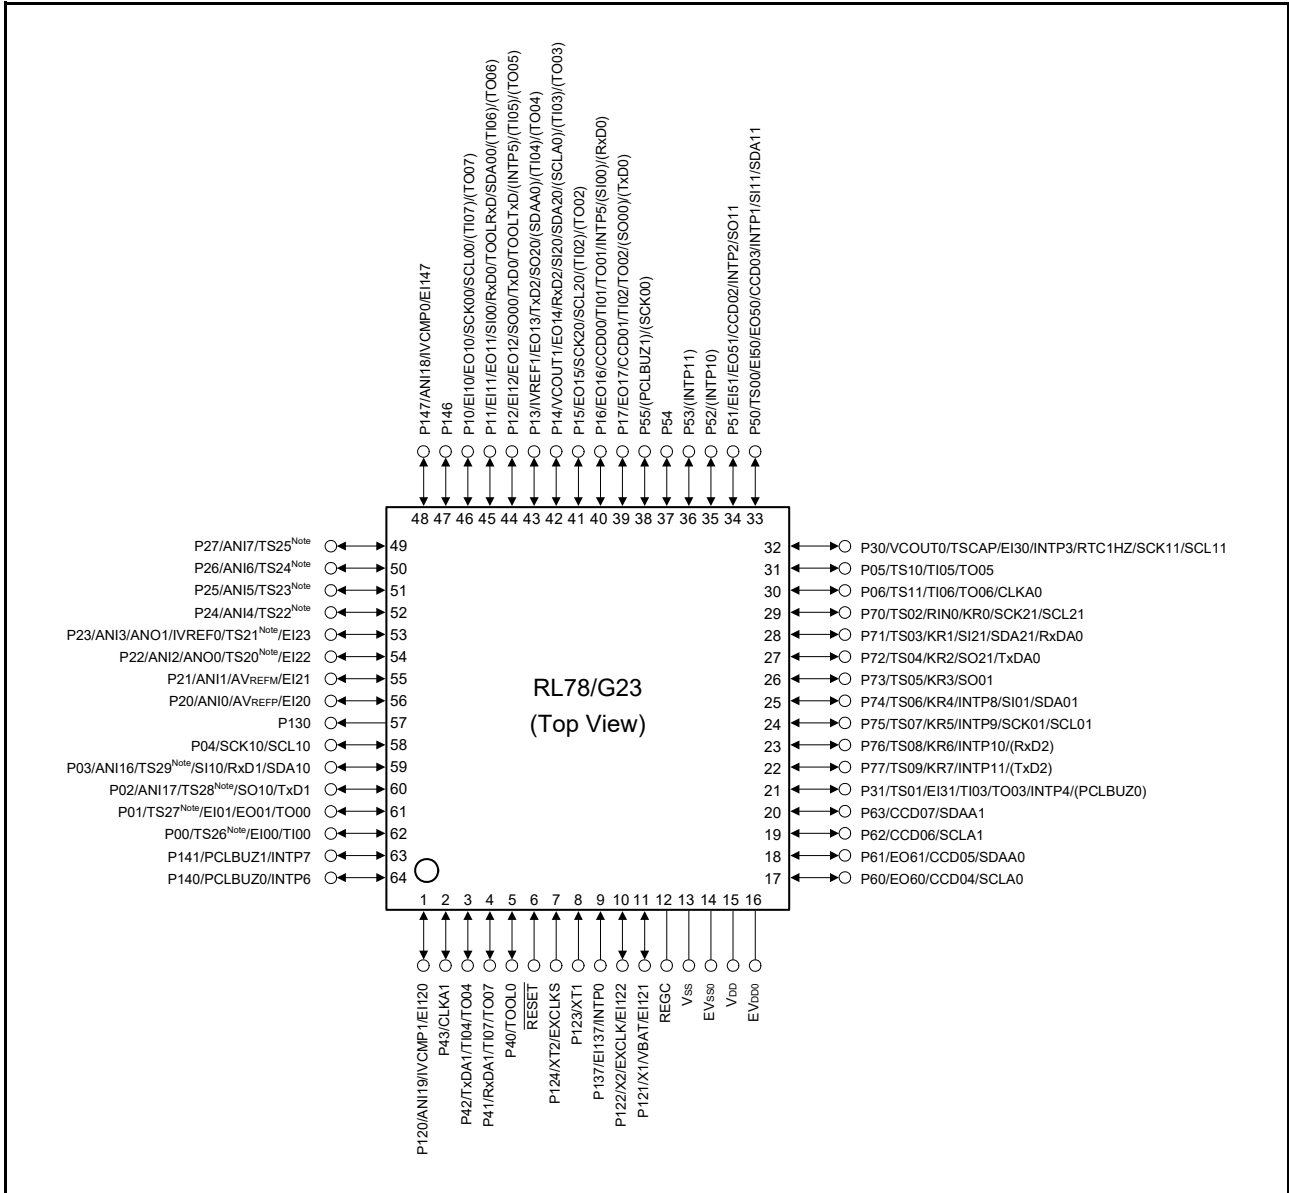 P147/ANI18/IVCMP0/EI147
P146
P10/EI10/EO10/SCK00/SCL00/(TI07)/(TO07)
P11/EI11/EO11/SI00/RxD0/TOOLRxD/SDA00/(TI06)/(TO06)
P12/EI12/EO12/SO00/TxD0/TOOLTxD/(INTP5)/(TI05)/(TO05)
P13/IVREF1/EO13/TxD2/SO20/(SDAA0)/(TI04)/(TO04)
P14/VCOUT1/EO14/RxD2/SI20/SDA20/(SCLA0)/(TI03)/(TO03)
P15/EO15/SCK20/SCL20/(TI02)/(TO02)
P16/EO16/CCD00/TI01/TO01/INTP5/(SI00)/(RxD0)
P17/EO17/CCD01/TI02/TO02/(SO00)/(TxD0)
P55/(PCLBUZ1)/(SCK00)
P54
P53/(INTP11)
P52/(INTP10)
P51/EI51/EO51/CCD02/INTP2/SO11
P50/TS00/EI50/EO50/CCD03/INTP1/SI11/SDA11
48 47 46 45 44 43 42 41 40 39 38 37 36 35 34 33
P27/ANI7/TS25Note 49
P26/ANI6/TS24Note 50
P25/ANI5/TS23Note 51
P24/ANI4/TS22Note 52
P23/ANI3/ANO1/IVREF0/TS21Note/EI23 53
P22/ANI2/ANO0/TS20Note/EI22 54
P21/ANI1/AVREFM/EI21 55
P20/ANI0/AVREFP/EI20 56
P130 57
P04/SCK10/SCL10 58
P03/ANI16/TS29Note/SI10/RxD1/SDA10 59
P02/ANI17/TS28Note/SO10/TxD1 60
P01/TS27Note/EI01/EO01/TO00 61
P00/TS26Note/EI00/TI00 62
P141/PCLBUZ1/INTP7 63
P140/PCLBUZ0/INTP6 64
RL78/G23
(Top View)
32 P30/VCOUT0/TSCAP/EI30/INTP3/RTC1HZ/SCK11/SCL11
31 P05/TS10/TI05/TO05
30 P06/TS11/TI06/TO06/CLKA0
29 P70/TS02/RIN0/KR0/SCK21/SCL21
28 P71/TS03/KR1/SI21/SDA21/RxDA0
27 P72/TS04/KR2/SO21/TxDA0
26 P73/TS05/KR3/SO01
25 P74/TS06/KR4/INTP8/SI01/SDA01
24 P75/TS07/KR5/INTP9/SCK01/SCL01
23 P76/TS08/KR6/INTP10/(RxD2)
22 P77/TS09/KR7/INTP11/(TxD2)
21 P31/TS01/EI31/TI03/TO03/INTP4/(PCLBUZ0)
20 P63/CCD07/SDAA1
19 P62/CCD06/SCLA1
18 P61/EO61/CCD05/SDAA0
17 P60/EO60/CCD04/SCLA0
1 2 3 4 5 6 7 8 9 10 11 12 13 14 15 16
P120/ANI19/IVCMP1/EI120
P43/CLKA1
P42/TxDA1/TI04/TO04
P41/RxDA1/TI07/TO07
P40/TOOL0
RESET
P124/XT2/EXCLKS
P123/XT1
P137/EI137/INTP0
P122/X2/EXCLK/EI122
P121/X1/VBAT/EI121
REGC
VSS
EVSS0
VDD
EVDD0